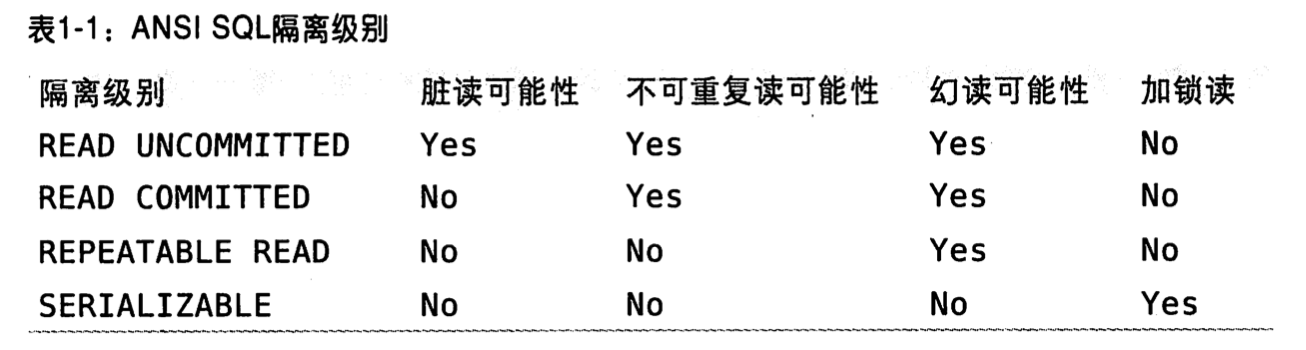 表1-1：ANSI SQL隔离级别
隔离级别 脏读可能性 不可重复读可能性 幻读可能性 加锁读
READ UNCOMMITTED Yes Yes Yes No
READ COMMITTED No Yes Yes No
REPEATABLE READ No No Yes No
SERIALIZABLE No No No Yes